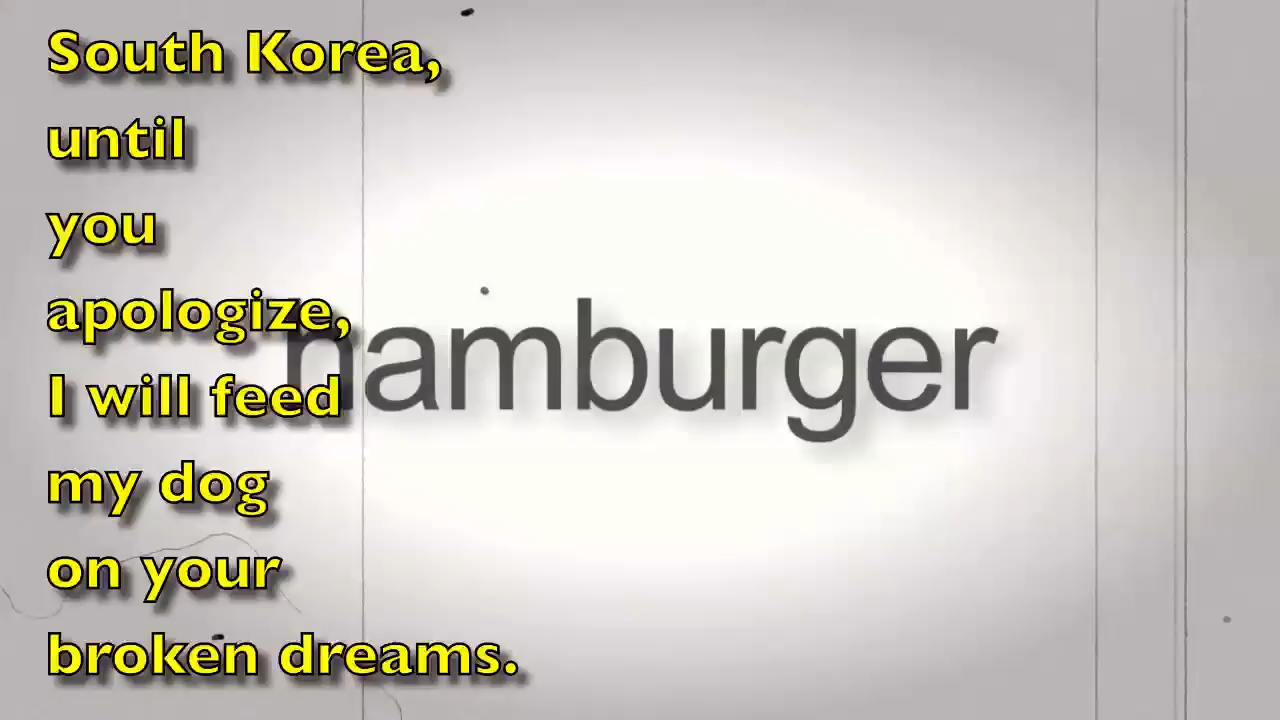 South Korea,
until
you
apologize,
I will feed
my dog
on your
broken dreams.
hamburger